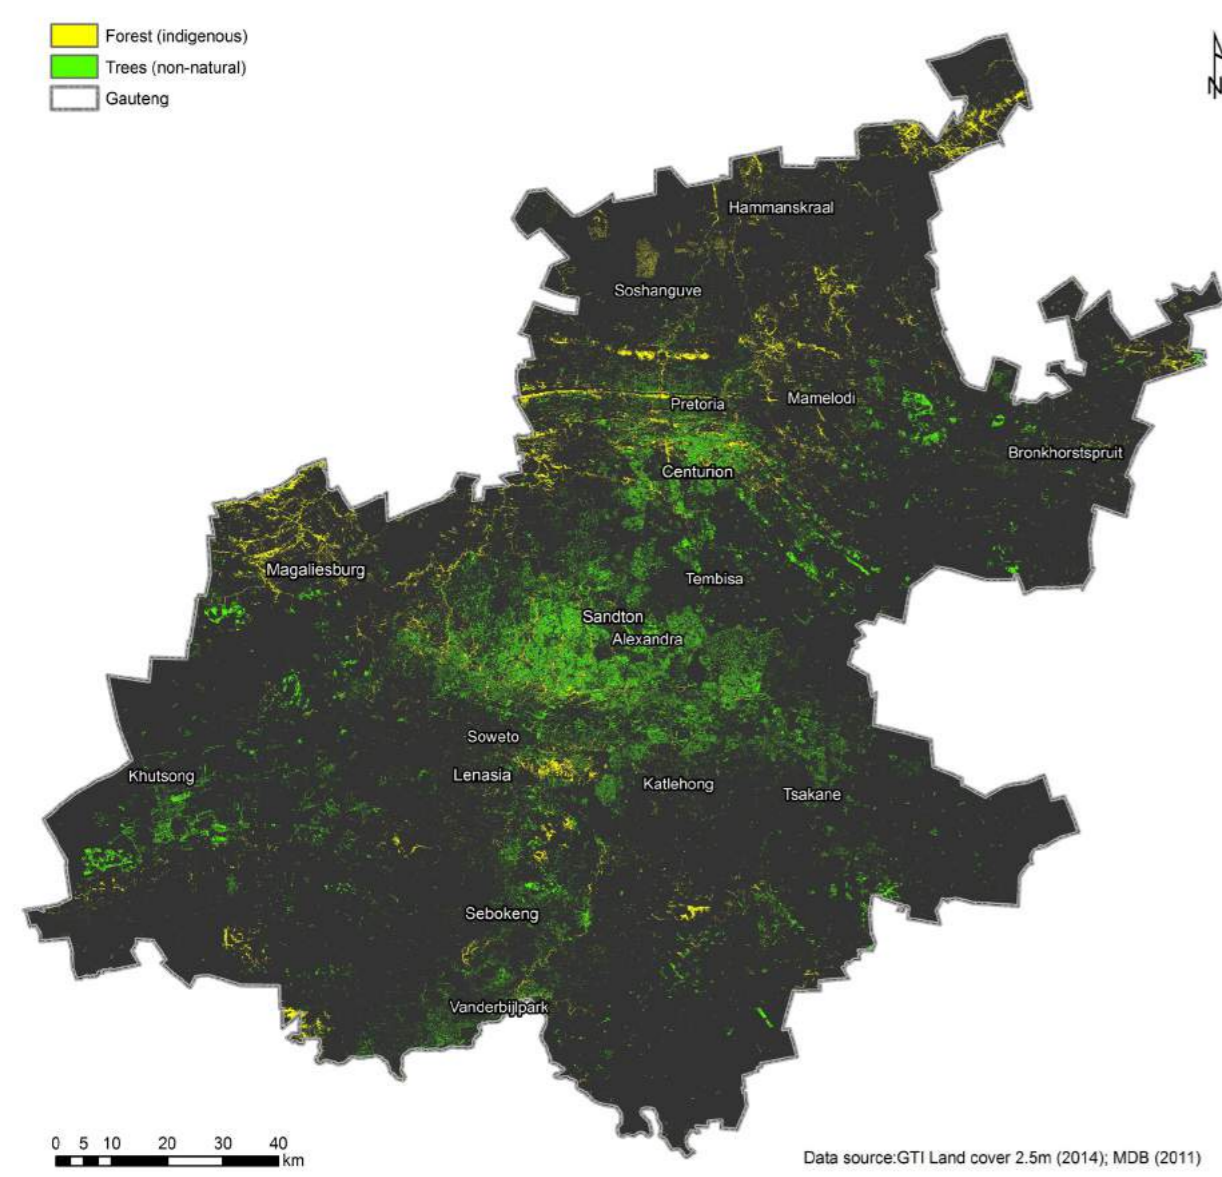 Forest (indigenous)
Trees (non-natural)
Gauteng
N
Hammanskraal
Soshanguve
Pretoria
Mamelodi
Centurion
Bronkhorstspruit
Magaliesburg
Tembisa
Sandton
Alexandra
Soweto
Lenasia
Khutsong
Katlehong
Tsakane
Sebokeng
Vanderbijlpark
0 5 10 20 30 40
km
Data source:GTI Land cover 2.5m (2014); MDB (2011)